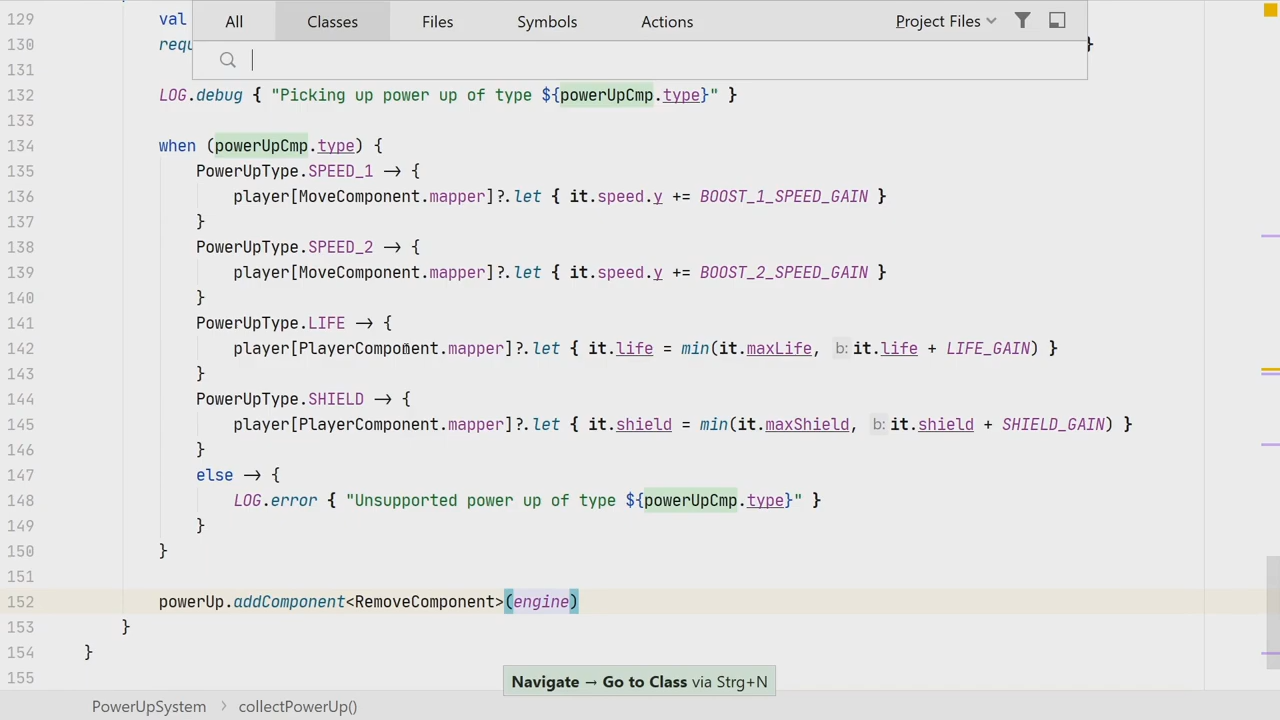 All Classes Files Symbols Actions Project Files
129 val
130 requ }
131
132 LOG.debug { "Picking up power up of type ${powerUpCmp.type}" }
133
134 when (powerUpCmp.type) {
135 PowerUpType.SPEED_1 -> {
136 player[MoveComponent.mapper]?.let { it.speed.y += BOOST_1_SPEED_GAIN }
137 }
138 PowerUpType.SPEED_2 -> {
139 player[MoveComponent.mapper]?.let { it.speed.y += BOOST_2_SPEED_GAIN }
140 }
141 PowerUpType.LIFE -> {
142 player[PlayerComponent.mapper]?.let { it.life = min(it.maxLife, b: it.life + LIFE_GAIN) }
143 }
144 PowerUpType.SHIELD -> {
145 player[PlayerComponent.mapper]?.let { it.shield = min(it.maxShield, b: it.shield + SHIELD_GAIN) }
146 }
147 else -> {
148 LOG.error { "Unsupported power up of type ${powerUpCmp.type}" }
149 }
150 }
151
152 powerUp.addComponent<RemoveComponent>(engine)
153 }
154 }
155
Navigate → Go to Class via Strg+N
PowerUpSystem > collectPowerUp()